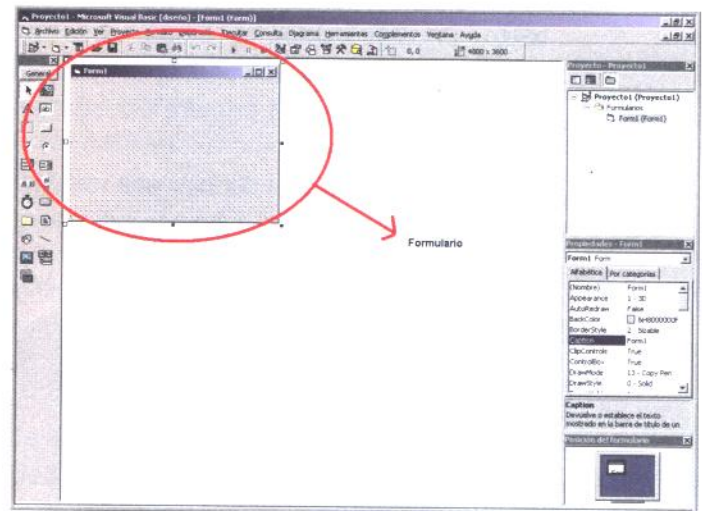 Proyecto1 - Microsoft Visual Basic [diseño] - [Form1 (Form)]
Archivo Edición Ver Proyecto Formato Depuración Ejecutar Consulta Diagrama Herramientas Complementos Ventana Ayuda
0, 0 4800 x 3600
General
Form1
Proyecto - Proyecto1
Proyecto1 (Proyecto1)
Formularios
Form1 (Form1)
Formulario
Propiedades - Form1
Form1 Form
Alfabética Por categorías
(Nombre) Form1
Appearance 1 - 3D
AutoRedraw False
BackColor &H8000000F
BorderStyle 2 - Sizable
Caption Form1
ClipControls True
ControlBox True
DrawMode 13 - Copy Pen
DrawStyle 0 - Solid
Caption
Devuelve o establece el texto
mostrado en la barra de título de un
Posición del formulario